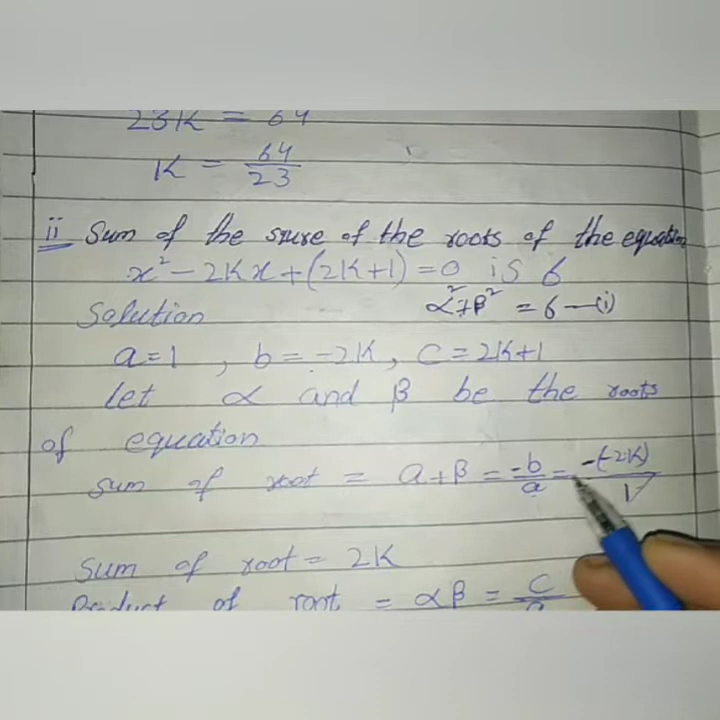 23K = 64
K = 64/23
ii Sum of the squre of the roots of the equation
x² - 2Kx + (2K+1) = 0 is 6
Solution α²+β² = 6 —(i)
a = 1 , b = -2K , C = 2K+1
let α and β be the roots
of equation
sum of root = α+β = -b/a = -(-2K)/1
Sum of root = 2K
Product of root = αβ = C/a